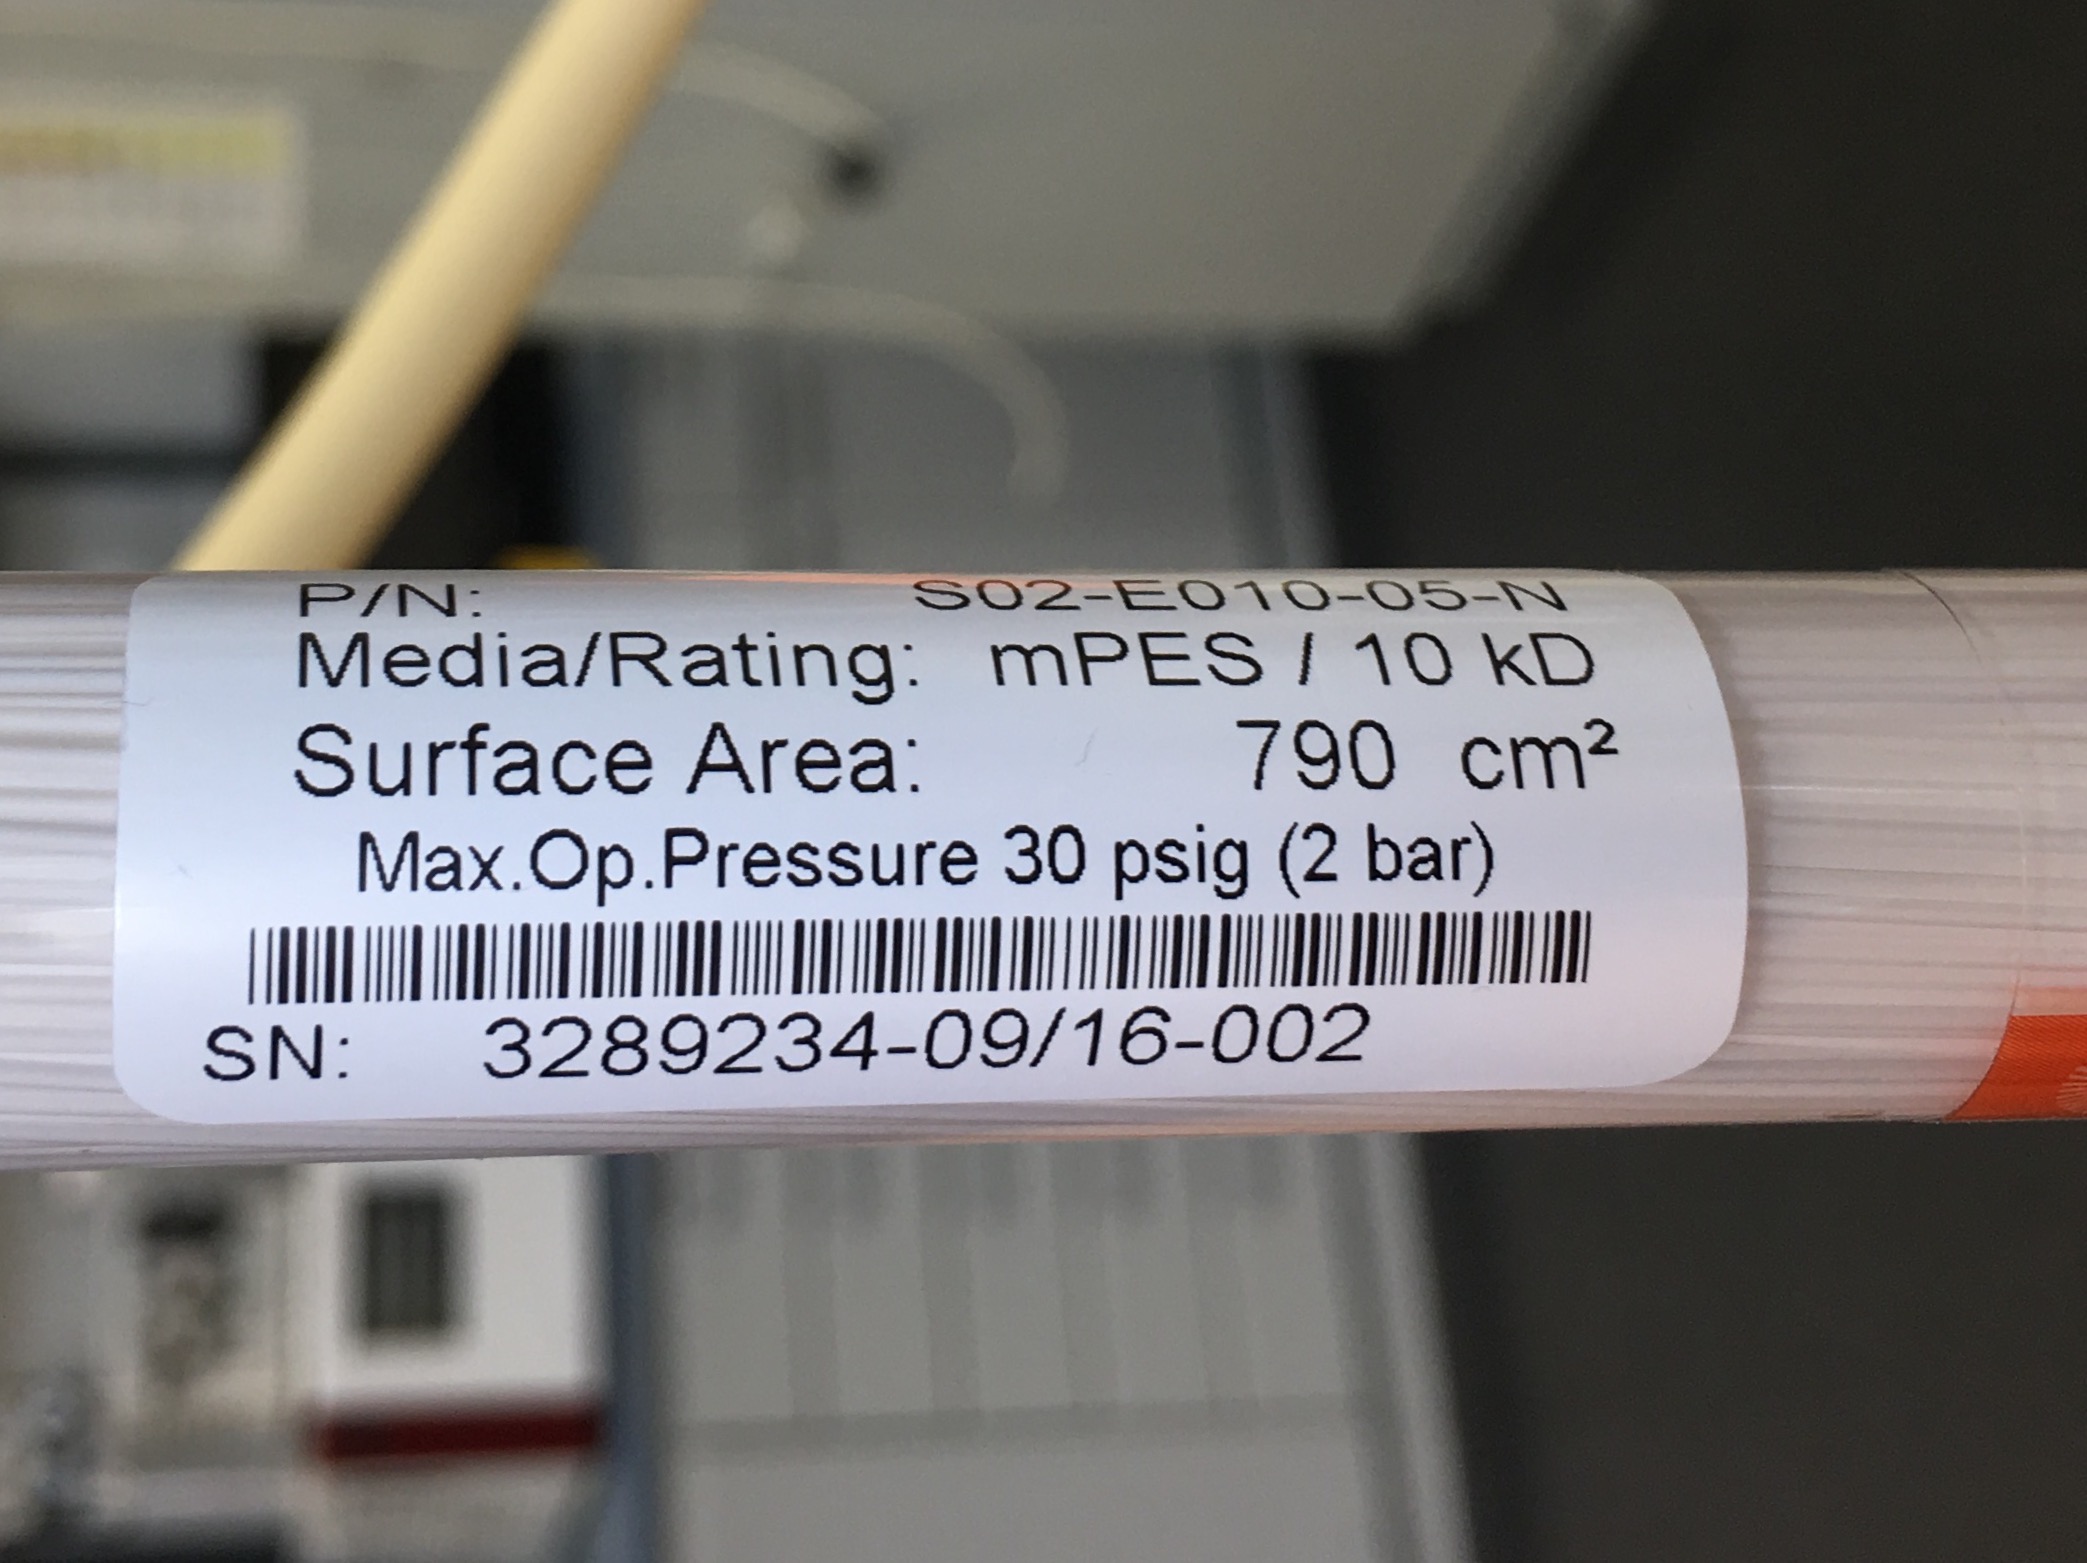 P/N: S02-E010-05-N
Media/Rating: mPES / 10 kD
Surface Area: 790 cm²
Max.Op.Pressure 30 psig (2 bar)
SN: 3289234-09/16-002